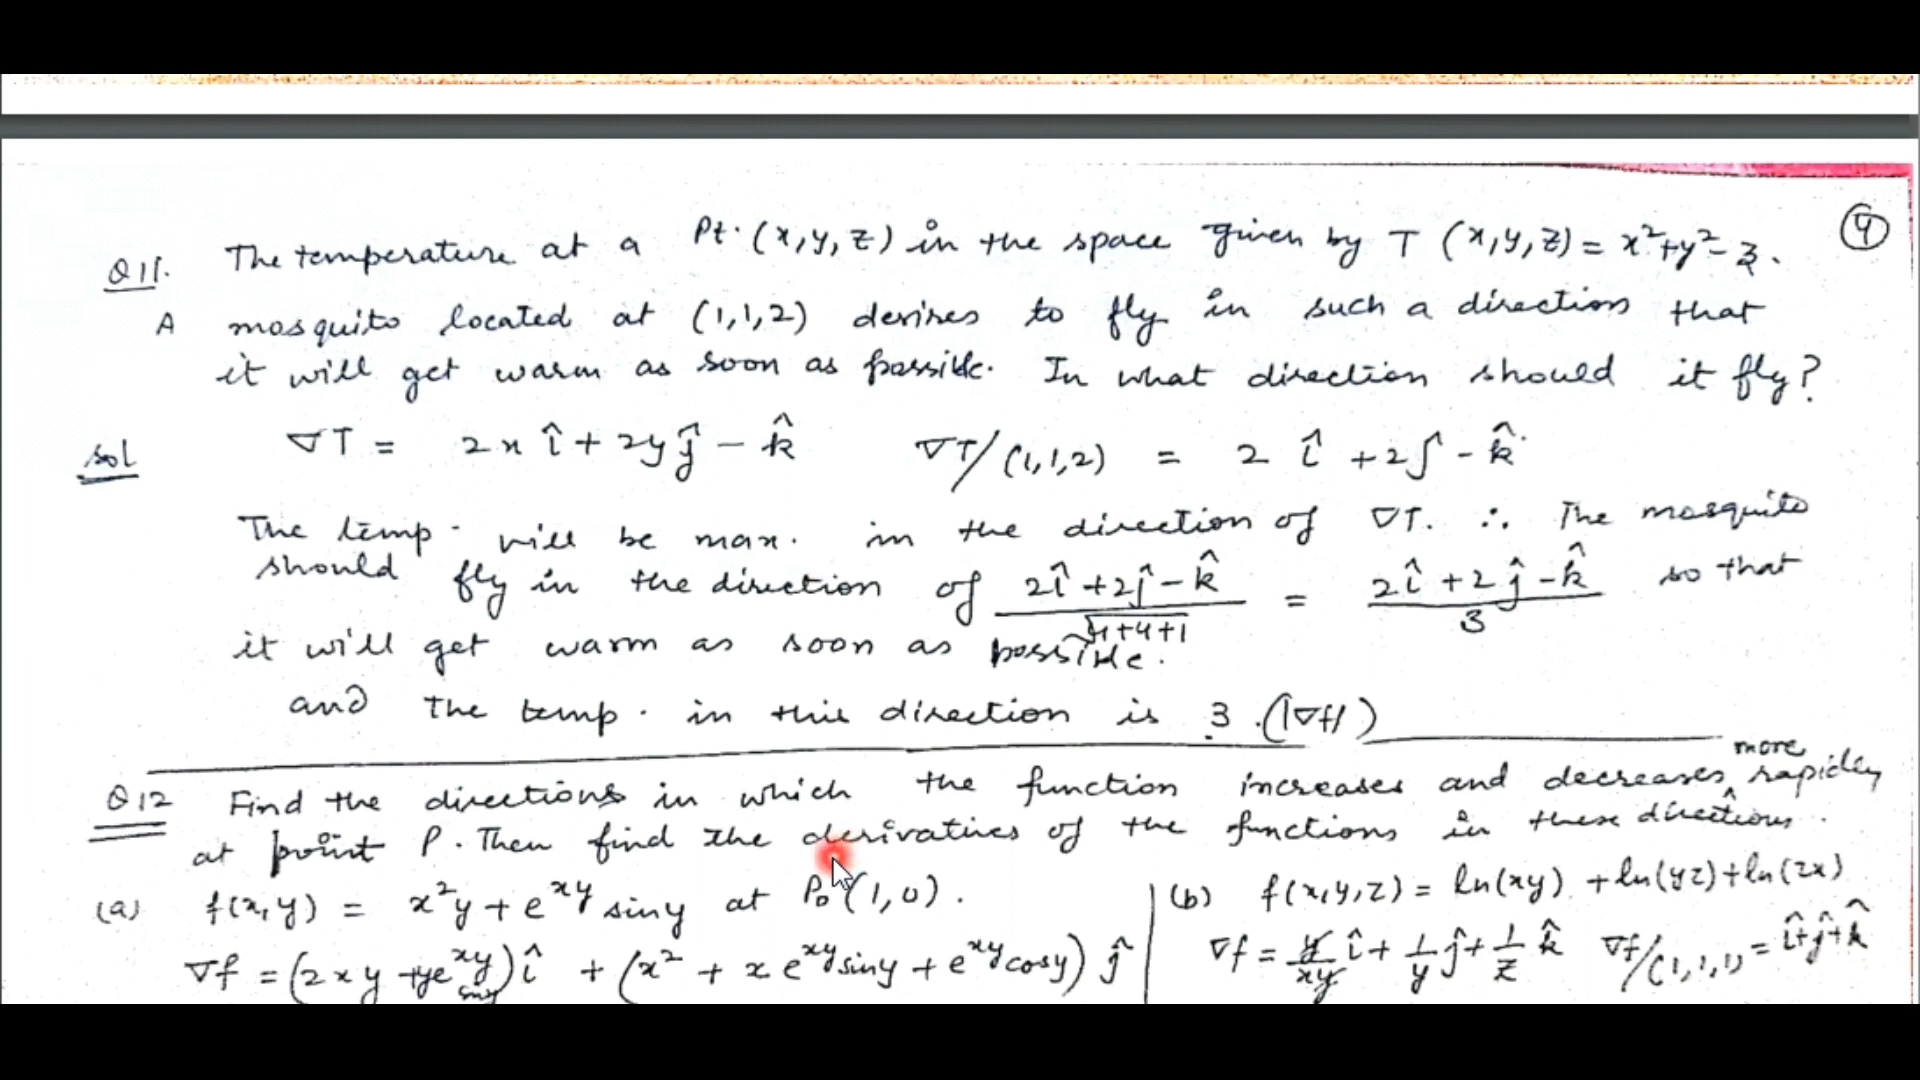 ④
Q11. The temperature at a Pt. (x,y,z) in the space given by T (x,y,z) = x²+y²-z.
A mosquito located at (1,1,2) desires to fly in such a direction that
it will get warm as soon as possible. In what direction should it fly?
Sol ∇T = 2x î + 2y ĵ - k̂ ∇T/(1,1,2) = 2 î + 2ĵ - k̂
The temp. will be max. in the direction of ∇T. ∴ The mosquito
should fly in the direction of (2î+2ĵ-k̂)/√(4+4+1) = (2î+2ĵ-k̂)/3 so that
it will get warm as soon as possible.
and the temp. in this direction is 3. (|∇f|)
Q12 Find the directions in which the function increases and decreases more rapidly
at point P. Then find the derivatives of the functions in these directions.
(a) f(x,y) = x²y + e^xy siny at P₀(1,0).
∇f = (2xy + ye^xy siny) î + (x² + x e^xy siny + e^xy cosy) ĵ
(b) f(x,y,z) = ln(xy) + ln(yz) + ln(zx)
∇f = y/xy î + 1/y ĵ + 1/z k̂ ∇f/(1,1,1) = î+ĵ+k̂